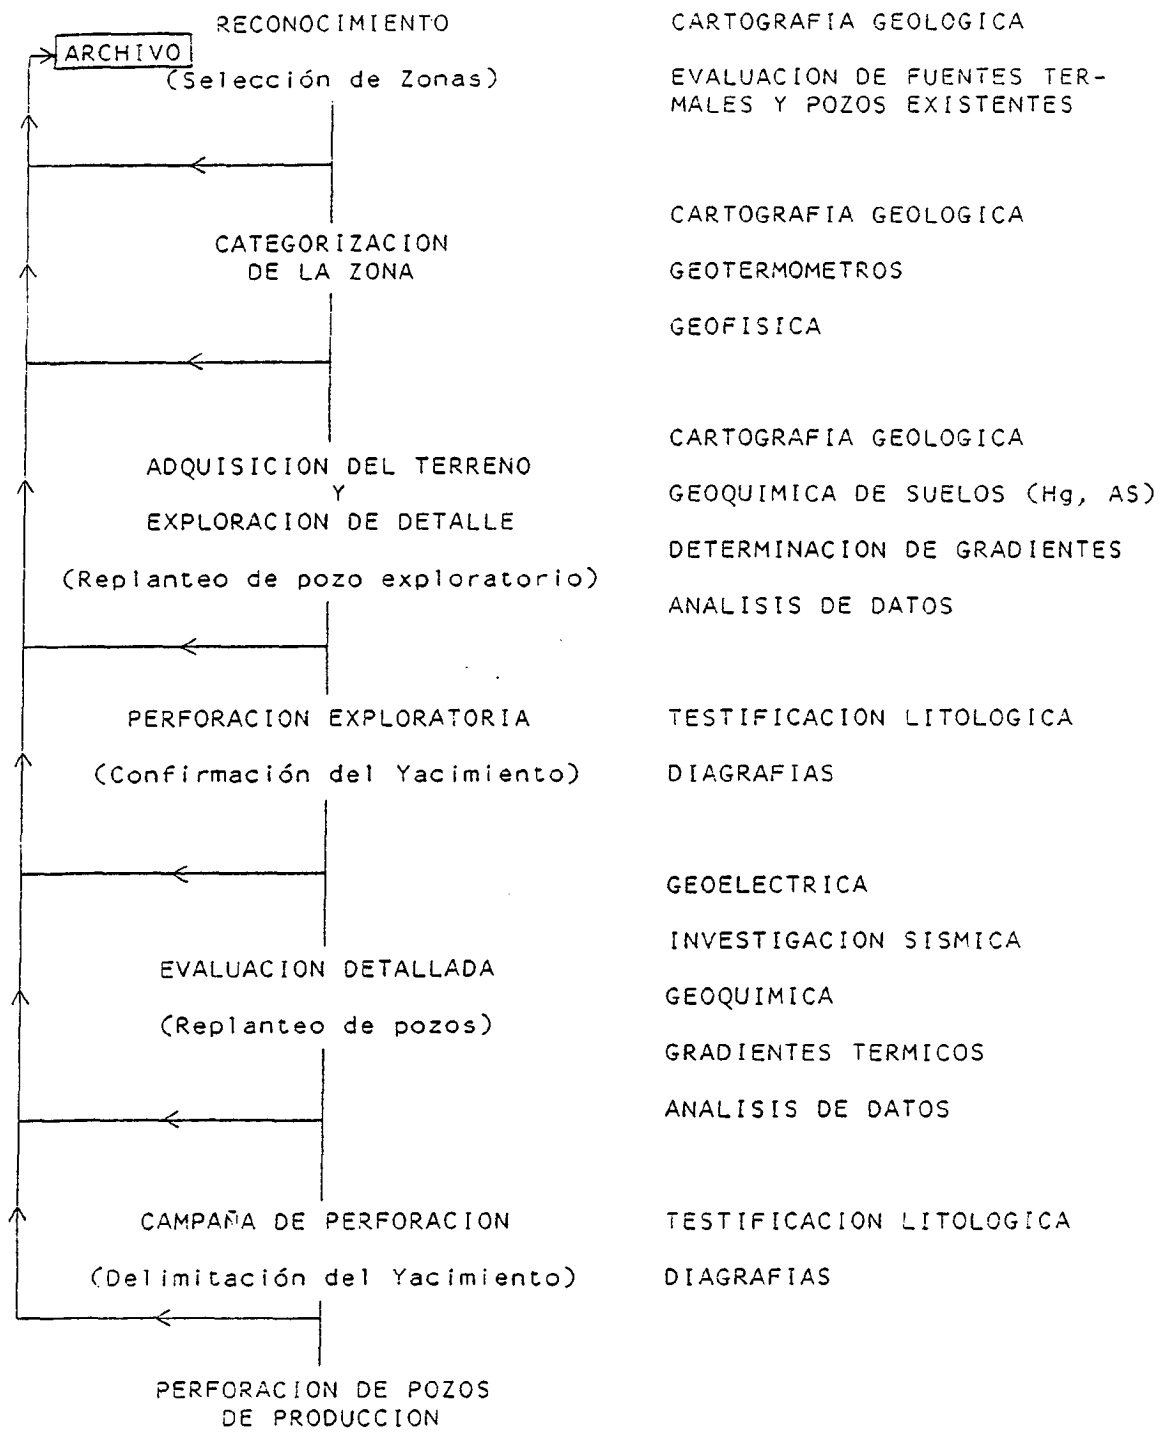 RECONOCIMIENTO
ARCHIVO
(Selección de Zonas)
CARTOGRAFIA GEOLOGICA
EVALUACION DE FUENTES TER-
MALES Y POZOS EXISTENTES
CATEGORIZACION
DE LA ZONA
CARTOGRAFIA GEOLOGICA
GEOTERMOMETROS
GEOFISICA
ADQUISICION DEL TERRENO
Y
EXPLORACION DE DETALLE
(Replanteo de pozo exploratorio)
CARTOGRAFIA GEOLOGICA
GEOQUIMICA DE SUELOS (Hg, AS)
DETERMINACION DE GRADIENTES
ANALISIS DE DATOS
PERFORACION EXPLORATORIA
(Confirmación del Yacimiento)
TESTIFICACION LITOLOGICA
DIAGRAFIAS
EVALUACION DETALLADA
(Replanteo de pozos)
GEOELECTRICA
INVESTIGACION SISMICA
GEOQUIMICA
GRADIENTES TERMICOS
ANALISIS DE DATOS
CAMPAÑA DE PERFORACION
(Delimitación del Yacimiento)
TESTIFICACION LITOLOGICA
DIAGRAFIAS
PERFORACION DE POZOS
DE PRODUCCION